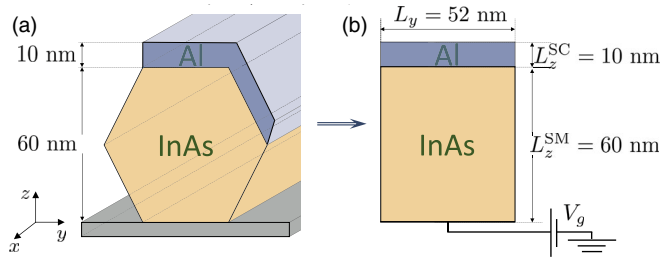 (a)
10 nm
Al
60 nm
InAs
z
y
x
(b)
L_y = 52 nm
Al
L_z^SC = 10 nm
InAs
L_z^SM = 60 nm
V_g